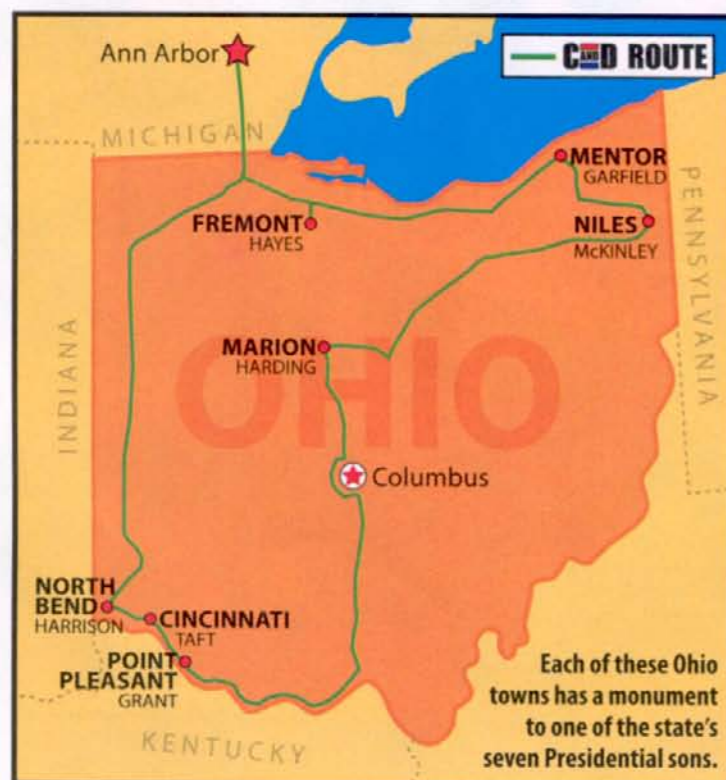 Ann Arbor
C AND D ROUTE
MICHIGAN
MENTOR
GARFIELD
PENNSYLVANIA
FREMONT
HAYES
NILES
McKINLEY
INDIANA
MARION
HARDING
OHIO
Columbus
NORTH
BEND
HARRISON
CINCINNATI
TAFT
POINT
PLEASANT
GRANT
KENTUCKY
Each of these Ohio
towns has a monument
to one of the state's
seven Presidential sons.